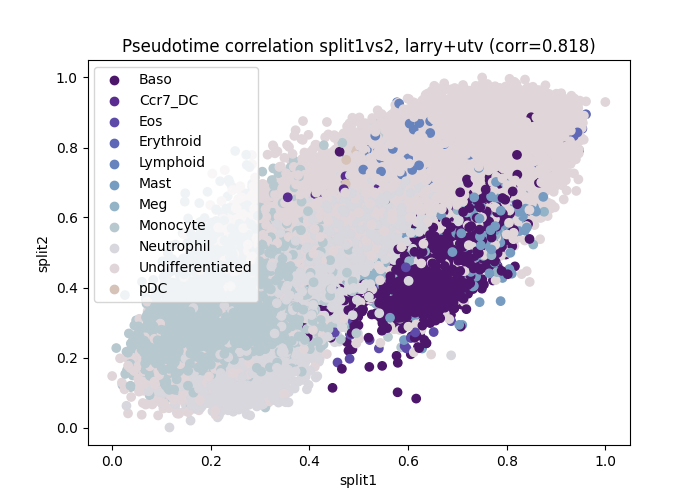 Pseudotime correlation split1vs2, larry+utv (corr=0.818)
1.0
0.8
0.6
0.4
0.2
0.0
split2
Baso
Ccr7_DC
Eos
Erythroid
Lymphoid
Mast
Meg
Monocyte
Neutrophil
Undifferentiated
pDC
0.0 0.2 0.4 0.6 0.8 1.0
split1